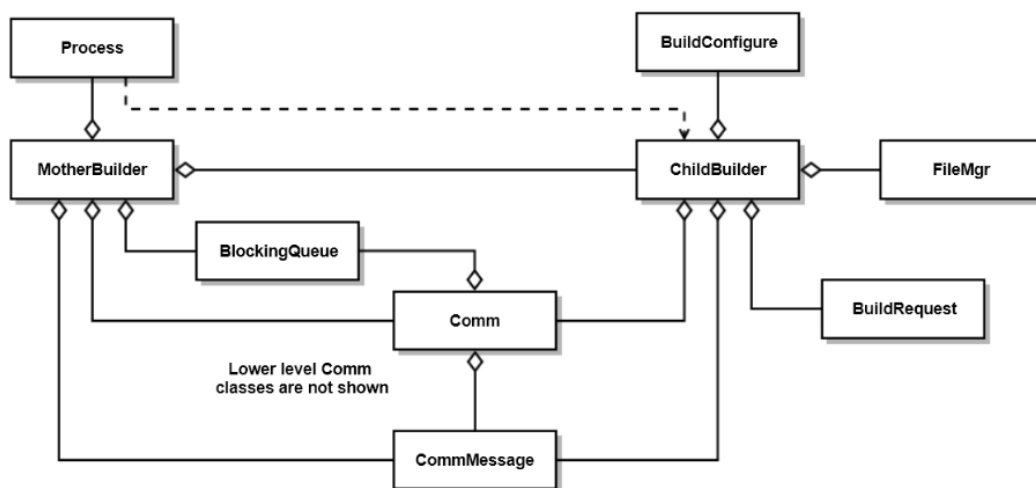 Process
BuildConfigure
MotherBuilder
ChildBuilder
FileMgr
BlockingQueue
Comm
BuildRequest
Lower level Comm
classes are not shown
CommMessage